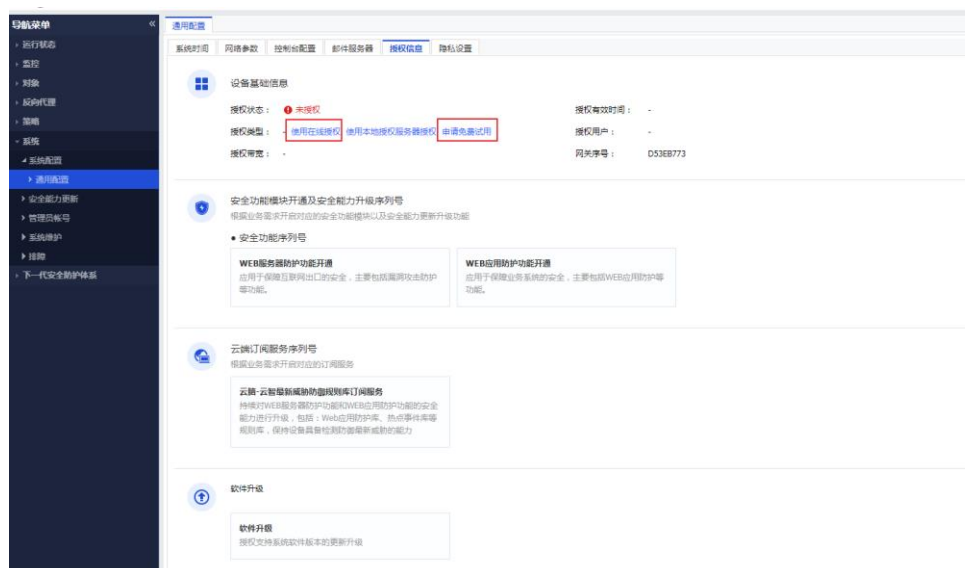 导航菜单
«
通用配置
运行状态
监控
对象
反向代理
策略
系统
系统配置
通用配置
安全能力更新
管理员帐号
系统维护
排障
下一代安全防护体系
系统时间 网络参数 控制台配置 邮件服务器 授权信息 隐私设置
设备基础信息
授权状态： 未授权 授权有效时间： -
授权类型： - 使用在线授权 使用本地授权服务器授权 申请免费试用 授权用户： -
授权带宽： - 网关序号： D53EB773
安全功能模块开通及安全能力升级序列号
根据业务需求开启对应的安全功能模块以及安全能力更新升级功能
• 安全功能序列号
WEB服务器防护功能开通
应用于保障互联网出口的安全，主要包括漏洞攻击防护
等功能。
WEB应用防护功能开通
应用于保障业务系统的安全，主要包括WEB应用防护等
功能。
云端订阅服务序列号
根据业务需求开启对应的订阅服务
云脑-云智最新威胁防御规则库订阅服务
持续对WEB服务器防护功能和WEB应用防护功能的安全
能力进行升级，包括：Web应用防护库、热点事件库等
规则库，保持设备具备检测防御最新威胁的能力
软件升级
软件升级
授权支持系统软件版本的更新升级